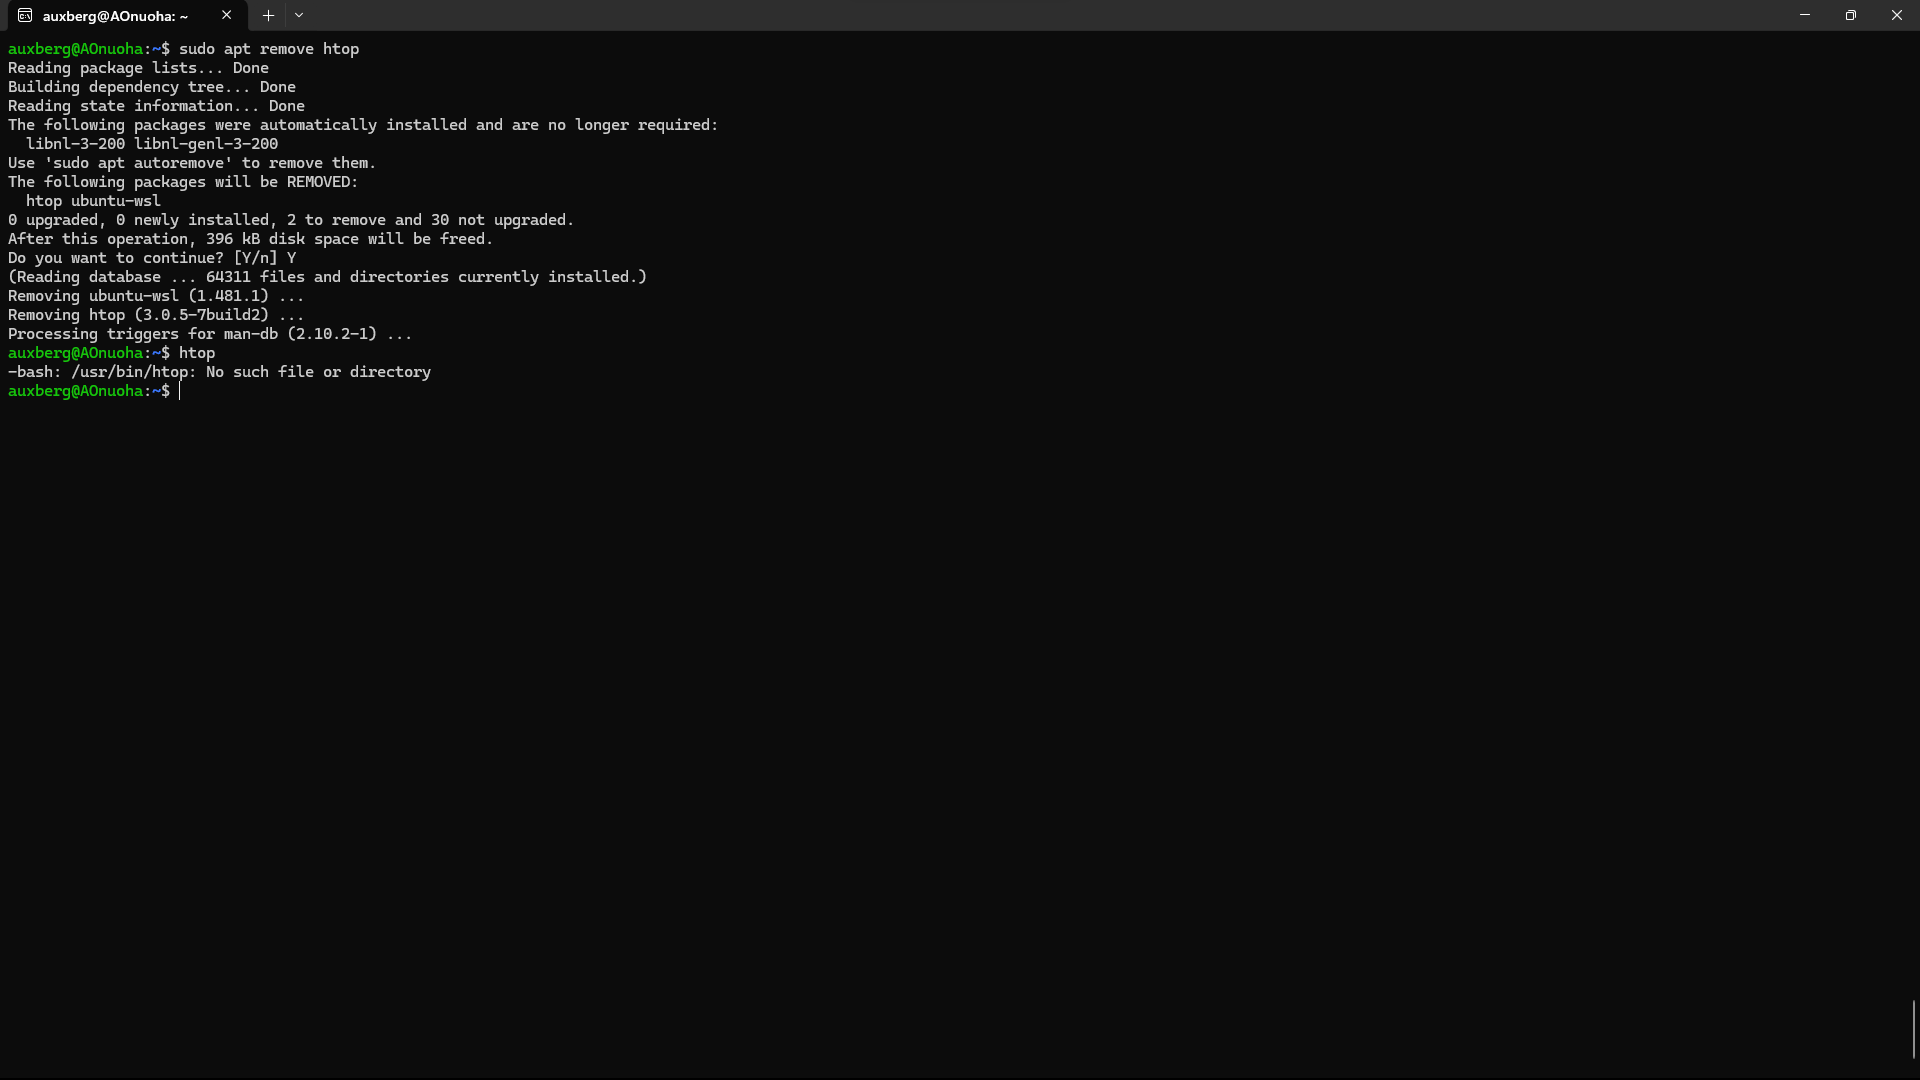 auxberg@AOnuoha: ~
auxberg@AOnuoha:~$ sudo apt remove htop
Reading package lists... Done
Building dependency tree... Done
Reading state information... Done
The following packages were automatically installed and are no longer required:
  libnl-3-200 libnl-genl-3-200
Use 'sudo apt autoremove' to remove them.
The following packages will be REMOVED:
  htop ubuntu-wsl
0 upgraded, 0 newly installed, 2 to remove and 30 not upgraded.
After this operation, 396 kB disk space will be freed.
Do you want to continue? [Y/n] Y
(Reading database ... 64311 files and directories currently installed.)
Removing ubuntu-wsl (1.481.1) ...
Removing htop (3.0.5-7build2) ...
Processing triggers for man-db (2.10.2-1) ...
auxberg@AOnuoha:~$ htop
-bash: /usr/bin/htop: No such file or directory
auxberg@AOnuoha:~$